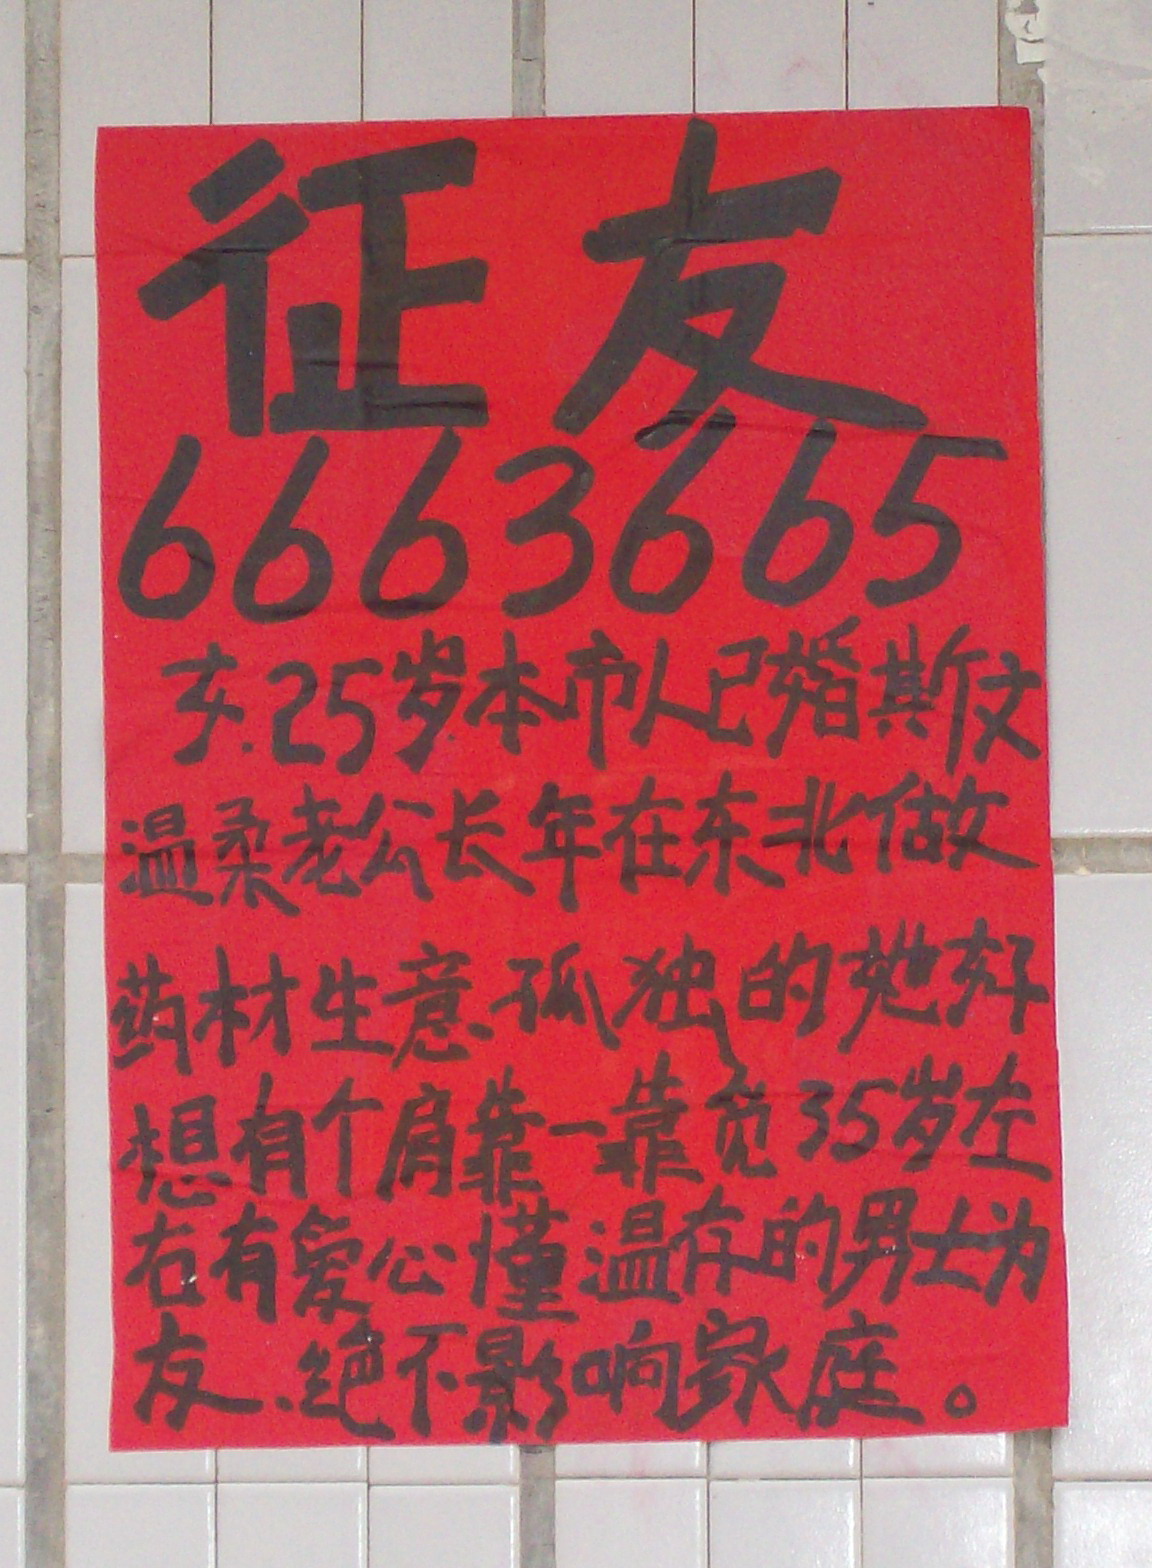 征友
6663665
女.25岁本市人已婚斯文
温柔老公长年在东北做
药材生意.孤独的她好
想有个肩靠一靠觅35岁左
右有爱心懂温存的男士为
友.绝不影响家庭。